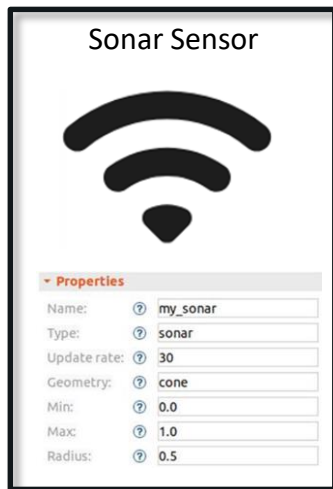 Sonar Sensor
Properties
Name: ? my_sonar
Type: ? sonar
Update rate: ? 30
Geometry: ? cone
Min: ? 0.0
Max: ? 1.0
Radius: ? 0.5